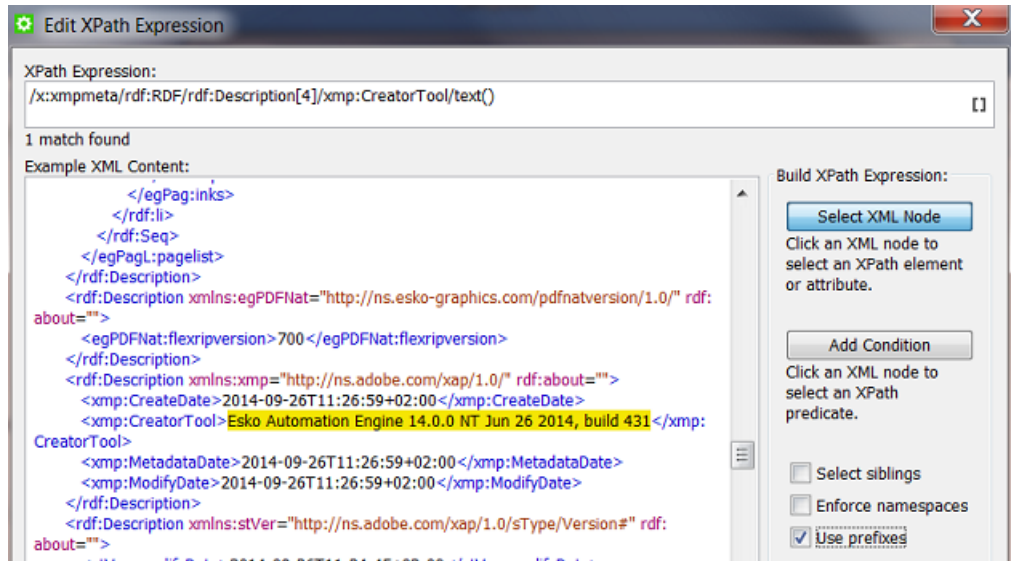 Edit XPath Expression
XPath Expression:
/x:xmpmeta/rdf:RDF/rdf:Description[4]/xmp:CreatorTool/text()
[]
1 match found
Example XML Content:
</egPag:inks>
</rdf:li>
</rdf:Seq>
</egPagL:pagelist>
</rdf:Description>
<rdf:Description xmlns:egPDFNat="http://ns.esko-graphics.com/pdfnatversion/1.0/" rdf:
about="">
<egPDFNat:flexripversion>700</egPDFNat:flexripversion>
</rdf:Description>
<rdf:Description xmlns:xmp="http://ns.adobe.com/xap/1.0/" rdf:about="">
<xmp:CreateDate>2014-09-26T11:26:59+02:00</xmp:CreateDate>
<xmp:CreatorTool>Esko Automation Engine 14.0.0 NT Jun 26 2014, build 431</xmp:
CreatorTool>
<xmp:MetadataDate>2014-09-26T11:26:59+02:00</xmp:MetadataDate>
<xmp:ModifyDate>2014-09-26T11:26:59+02:00</xmp:ModifyDate>
</rdf:Description>
<rdf:Description xmlns:stVer="http://ns.adobe.com/xap/1.0/sType/Version#" rdf:
about="">
Build XPath Expression:
Select XML Node
Click an XML node to
select an XPath element
or attribute.
Add Condition
Click an XML node to
select an XPath
predicate.
Select siblings
Enforce namespaces
Use prefixes